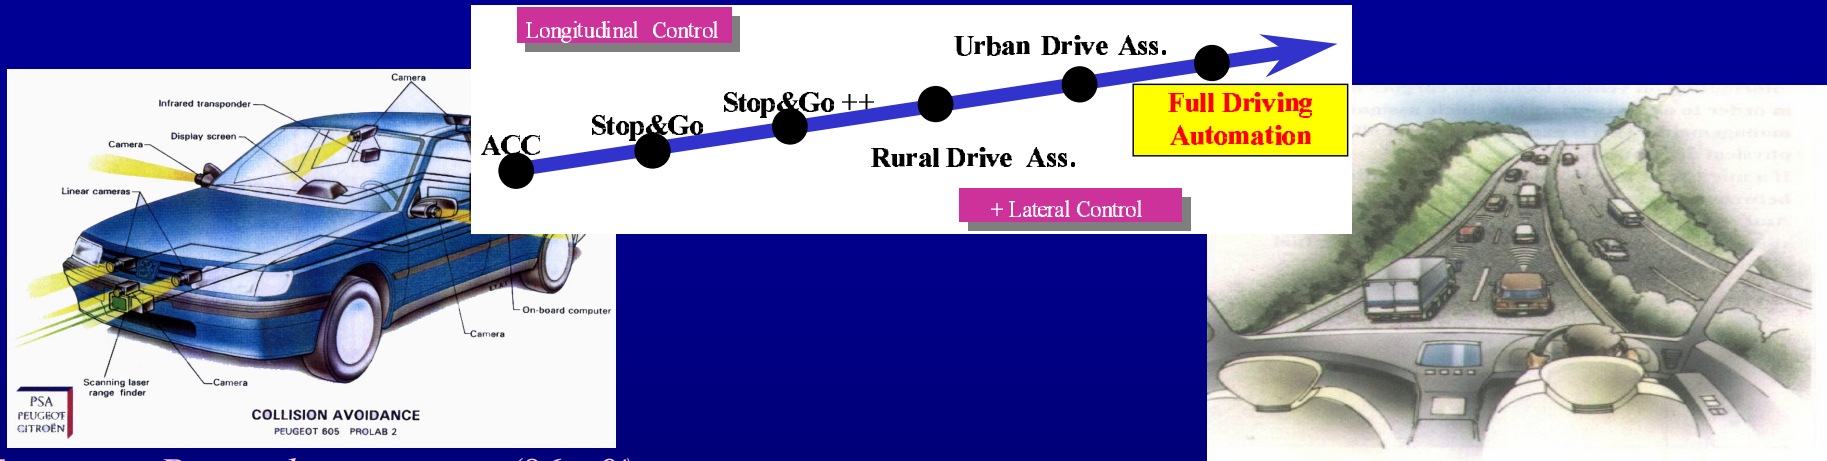 Longitudinal Control
Urban Drive Ass.
Stop&Go ++
Stop&Go
ACC
Full Driving
Automation
Rural Drive Ass.
+ Lateral Control
Camera
Infrared transponder
Display screen
Camera
Linear cameras
On-board computer
Camera
Scanning laser
range finder
Camera
PSA
PEUGEOT
CITROËN
COLLISION AVOIDANCE
PEUGEOT 605 PROLAB 2